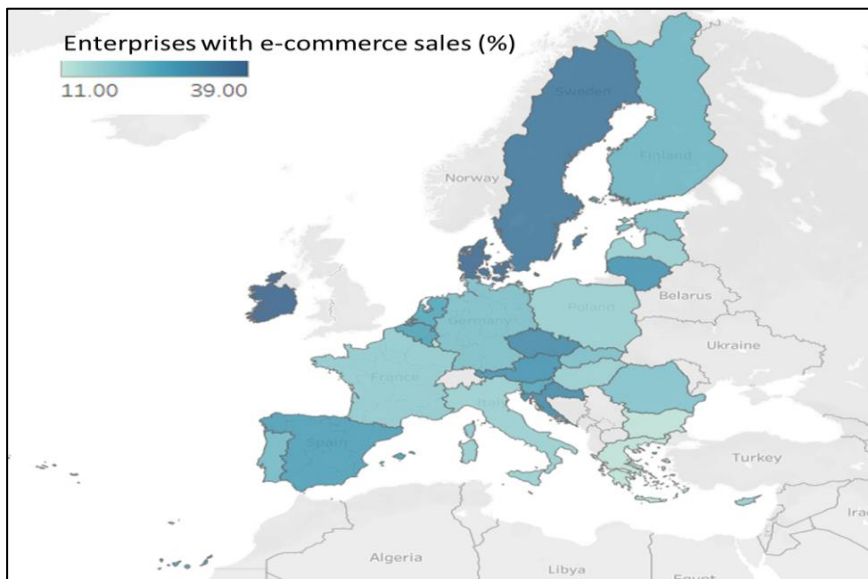 Enterprises with e-commerce sales (%)
11.00 39.00
Sweden
Finland
Norway
Belarus
Poland
Germany
Ukraine
France
Italy
Spain
Turkey
Algeria
Libya
Egypt